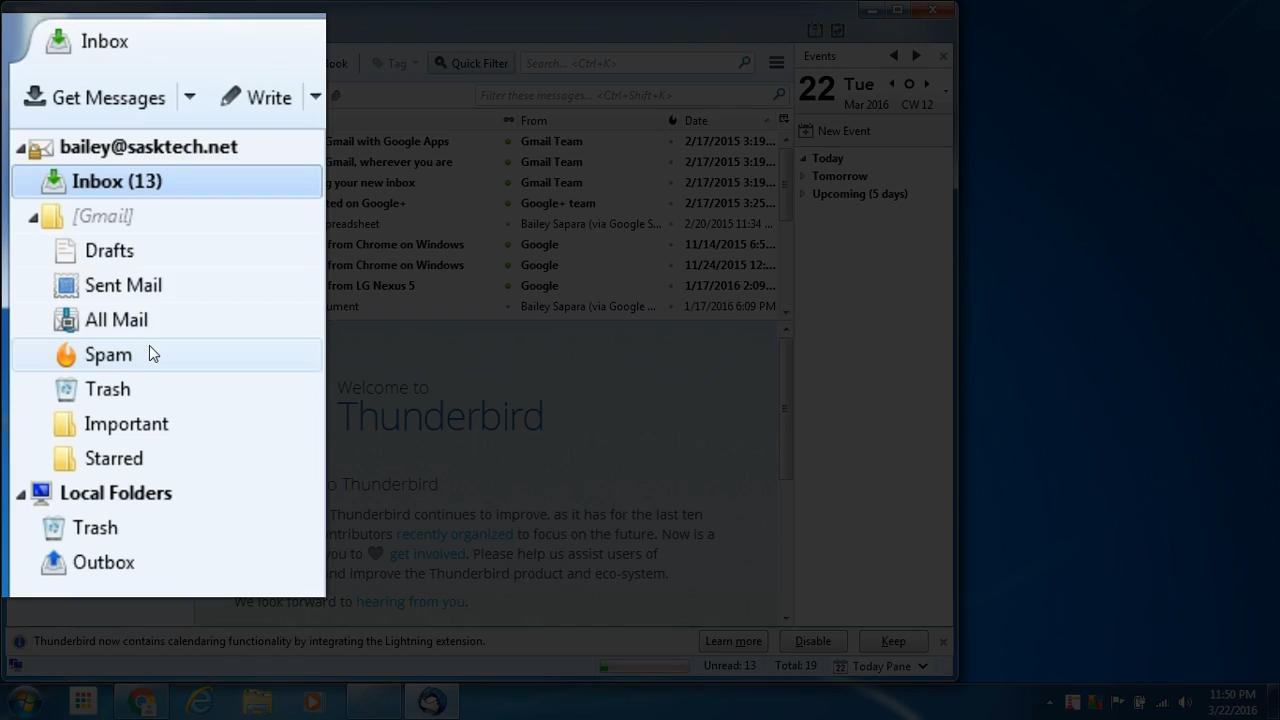 Inbox
Get Messages
Write
bailey@sasktech.net
Inbox (13)
[Gmail]
Drafts
Sent Mail
All Mail
Spam
Trash
Important
Starred
Local Folders
Trash
Outbox
Tag
Quick Filter
Search... <Ctrl+K>
Filter these messages... <Ctrl+Shift+K>
From Date
Gmail with Google Apps Gmail Team 2/17/2015 3:19...
Gmail, wherever you are Gmail Team 2/17/2015 3:19...
g your new inbox Gmail Team 2/17/2015 3:19...
ted on Google+ Google+ team 2/17/2015 3:25...
preadsheet Bailey Sapara (via Google S... 2/20/2015 11:34
from Chrome on Windows Google 11/14/2015 6:5...
from Chrome on Windows Google 11/24/2015 12:...
from LG Nexus 5 Google 1/17/2016 2:09...
ument Bailey Sapara (via Google ... 1/17/2016 6:09 PM
Welcome to
Thunderbird
o Thunderbird
Thunderbird continues to improve, as it has for the last ten
ontributors recently organized to focus on the future. Now is a
you to get involved. Please help us assist users of
nd improve the Thunderbird product and eco-system.
We look forward to hearing from you.
Events
22 Tue
Mar 2016 CW 12
New Event
Today
Tomorrow
Upcoming (5 days)
Thunderbird now contains calendaring functionality by integrating the Lightning extension. Learn more Disable Keep
Unread: 13 Total: 19 22 Today Pane
11:50 PM
3/22/2016